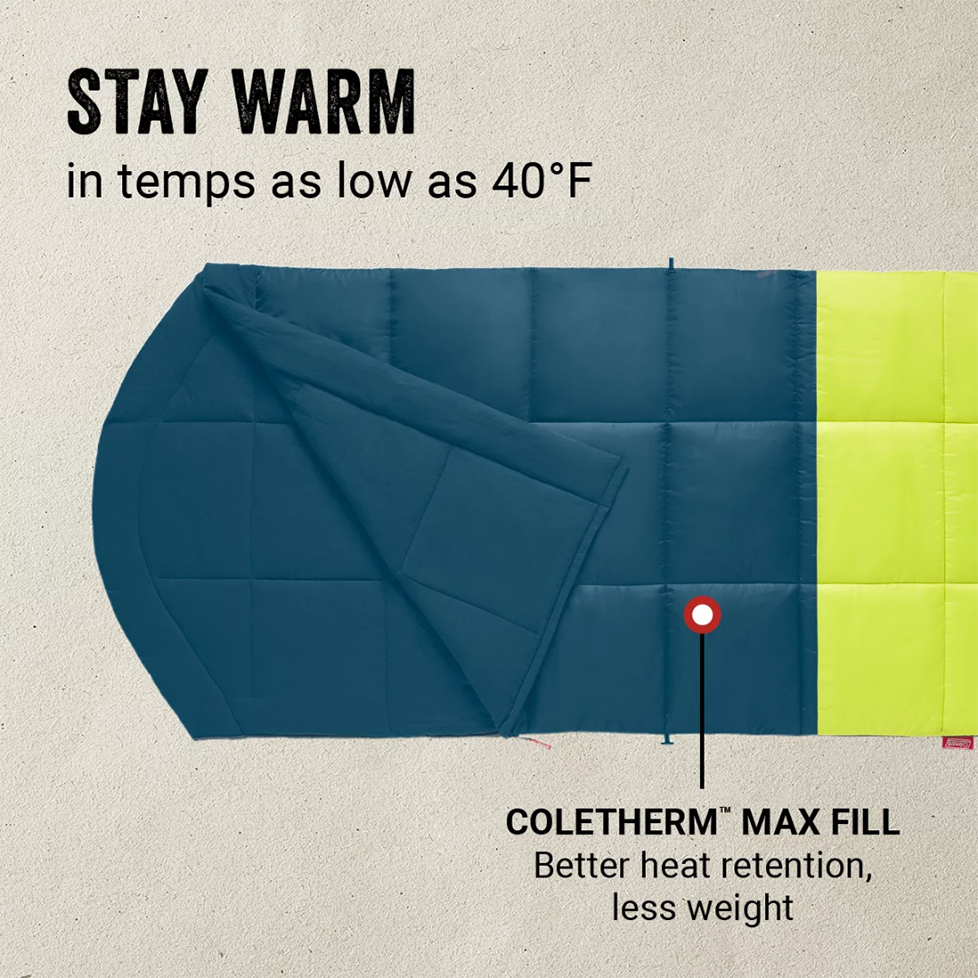 STAY WARM
in temps as low as 40°F
COLETHERM™ MAX FILL
Better heat retention,
less weight